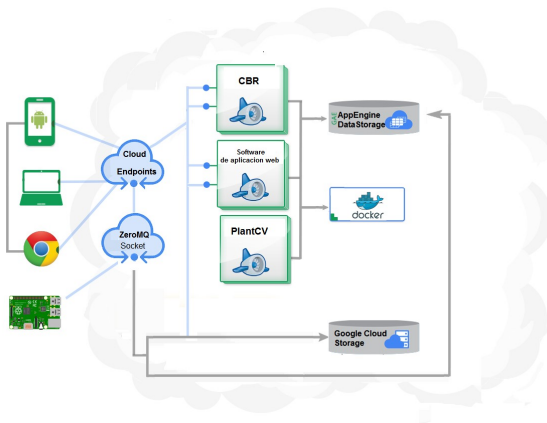 CBR
Cloud
Endpoints
Software
de aplicacion web
ZeroMQ
Socket
PlantCV
GAE
AppEngine
DataStorage
docker
Google Cloud
Storage